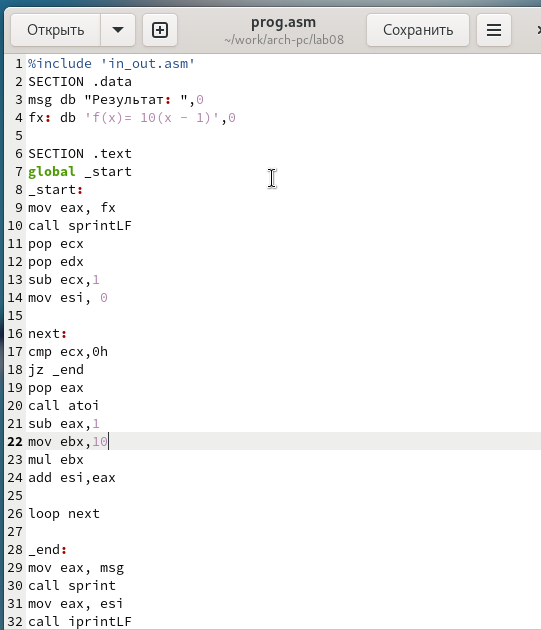 Открыть
prog.asm
~/work/arch-pc/lab08
Сохранить
1 %include 'in_out.asm'
2 SECTION .data
3 msg db "Результат: ",0
4 fx: db 'f(x)= 10(x - 1)',0
5
6 SECTION .text
7 global _start
8 _start:
9 mov eax, fx
10 call sprintLF
11 pop ecx
12 pop edx
13 sub ecx,1
14 mov esi, 0
15
16 next:
17 cmp ecx,0h
18 jz _end
19 pop eax
20 call atoi
21 sub eax,1
22 mov ebx,10
23 mul ebx
24 add esi,eax
25
26 loop next
27
28 _end:
29 mov eax, msg
30 call sprint
31 mov eax, esi
32 call iprintLF